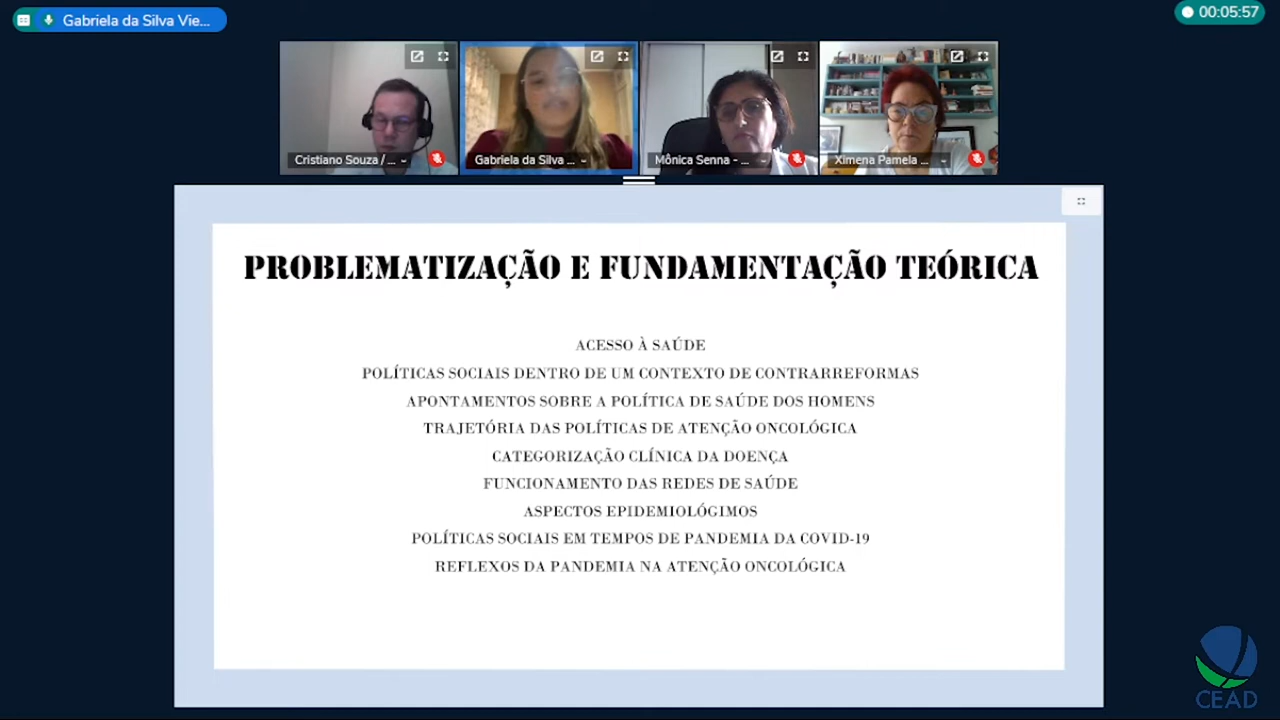 Gabriela da Silva Vie...
00:05:57
Cristiano Souza / ...
Gabriela da Silva ...
Mônica Senna - ...
Ximena Pamela ...
PROBLEMATIZAÇÃO E FUNDAMENTAÇÃO TEÓRICA
ACESSO À SAÚDE
POLÍTICAS SOCIAIS DENTRO DE UM CONTEXTO DE CONTRARREFORMAS
APONTAMENTOS SOBRE A POLÍTICA DE SAÚDE DOS HOMENS
TRAJETÓRIA DAS POLÍTICAS DE ATENÇÃO ONCOLÓGICA
CATEGORIZAÇÃO CLÍNICA DA DOENÇA
FUNCIONAMENTO DAS REDES DE SAÚDE
ASPECTOS EPIDEMIOLÓGIMOS
POLÍTICAS SOCIAIS EM TEMPOS DE PANDEMIA DA COVID-19
REFLEXOS DA PANDEMIA NA ATENÇÃO ONCOLÓGICA
CEAD